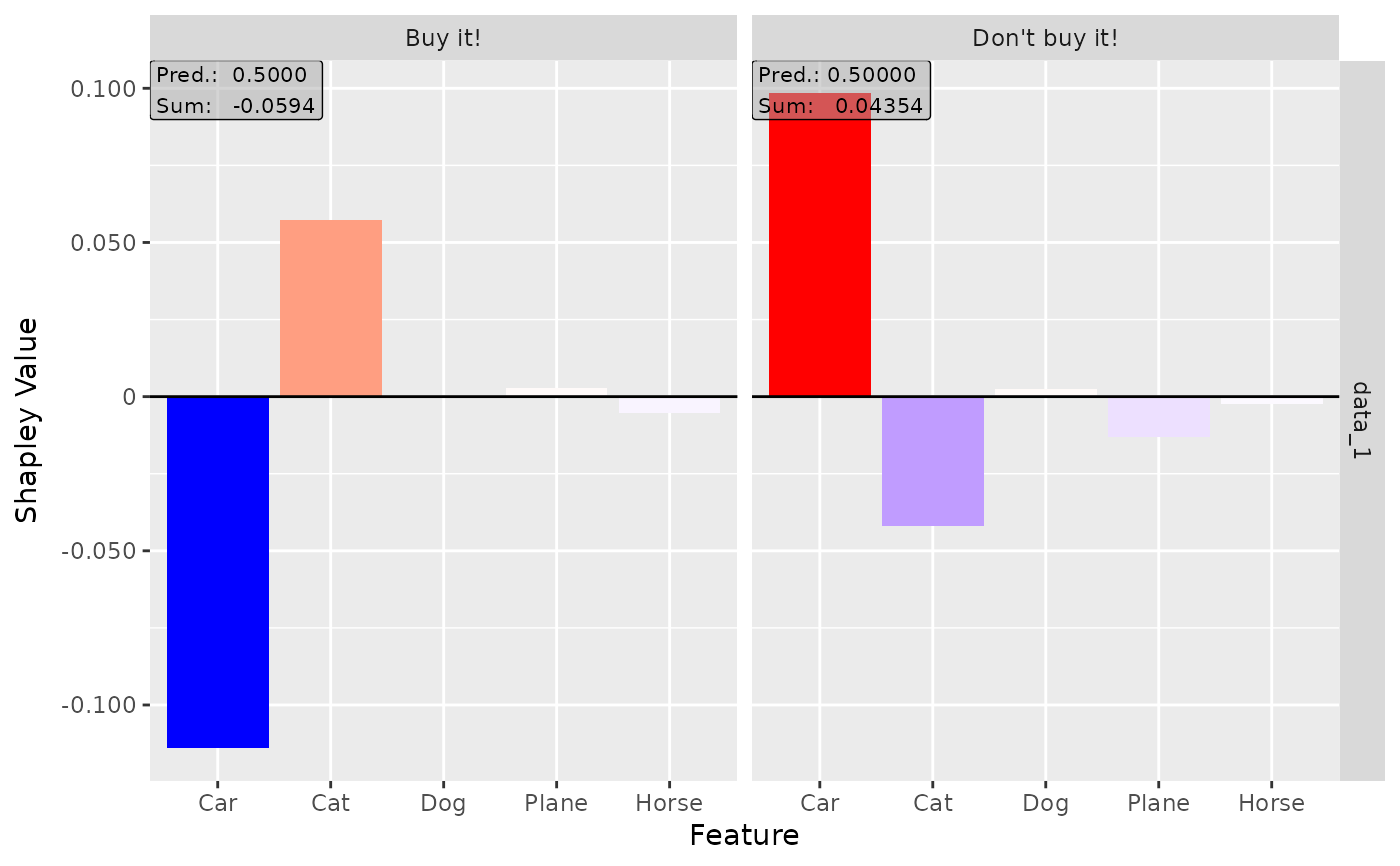 Buy it!
Don't buy it!
Pred.: 0.5000
Sum: -0.0594
Pred.: 0.50000
Sum: 0.04354
0.100
0.050
0
-0.050
-0.100
Shapley Value
data_1
Car Cat Dog Plane Horse
Car Cat Dog Plane Horse
Feature